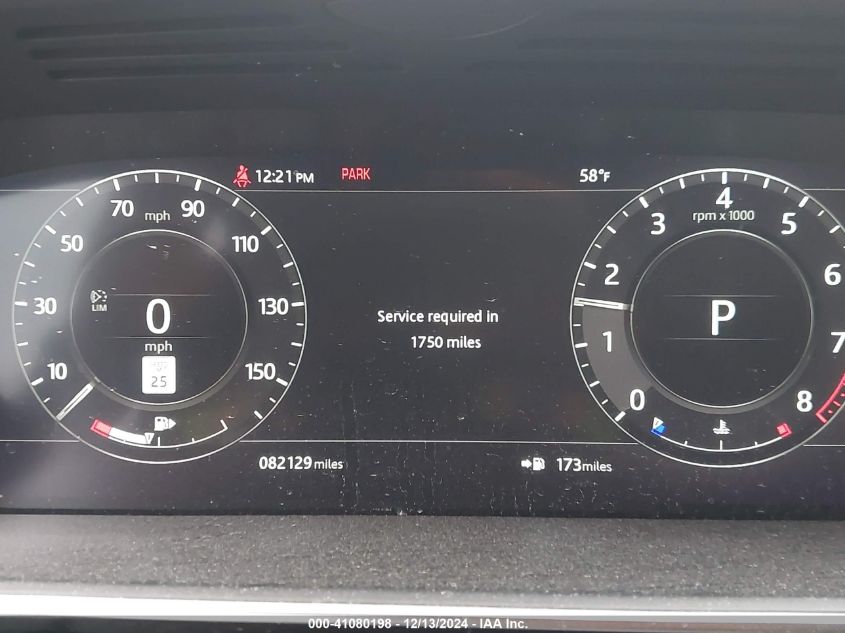 12:21 PM PARK 58°F
70 mph 90
50 110
30 130
10 150
LIM
0
mph
25
Service required in
1750 miles
4
rpm x 1000
3 5
2 6
1 7
0 8
P
082129 miles 173 miles
000-41080198 - 12/13/2024 - IAA Inc.